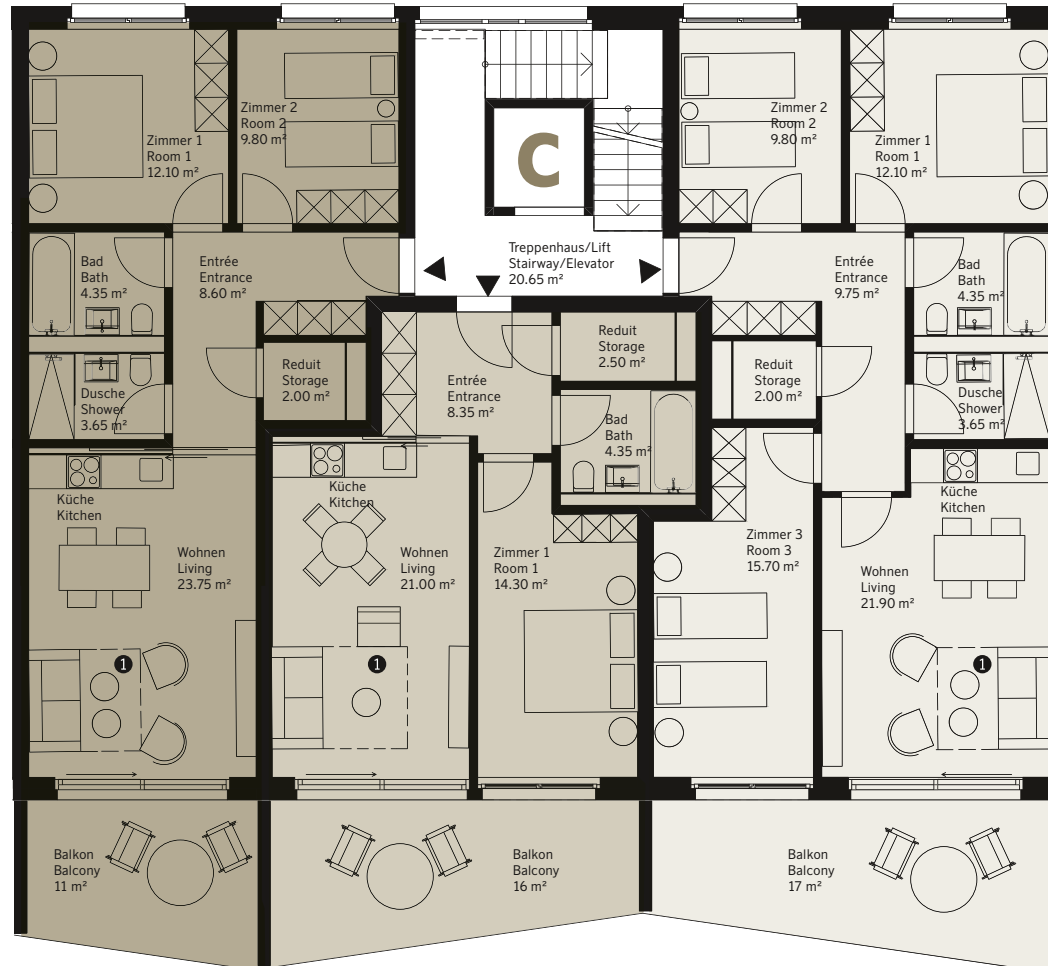 Zimmer 1
Room 1
12.10 m²
Zimmer 2
Room 2
9.80 m²
C
Zimmer 2
Room 2
9.80 m²
Zimmer 1
Room 1
12.10 m²
Bad
Bath
4.35 m²
Entrée
Entrance
8.60 m²
Treppenhaus/Lift
Stairway/Elevator
20.65 m²
Entrée
Entrance
9.75 m²
Bad
Bath
4.35 m²
Dusche
Shower
3.65 m²
Reduit
Storage
2.00 m²
Entrée
Entrance
8.35 m²
Reduit
Storage
2.50 m²
Bad
Bath
4.35 m²
Reduit
Storage
2.00 m²
Dusche
Shower
3.65 m²
Küche
Kitchen
Wohnen
Living
23.75 m²
Küche
Kitchen
Wohnen
Living
21.00 m²
Zimmer 1
Room 1
14.30 m²
Zimmer 3
Room 3
15.70 m²
Küche
Kitchen
Wohnen
Living
21.90 m²
1
1
1
Balkon
Balcony
11 m²
Balkon
Balcony
16 m²
Balkon
Balcony
17 m²